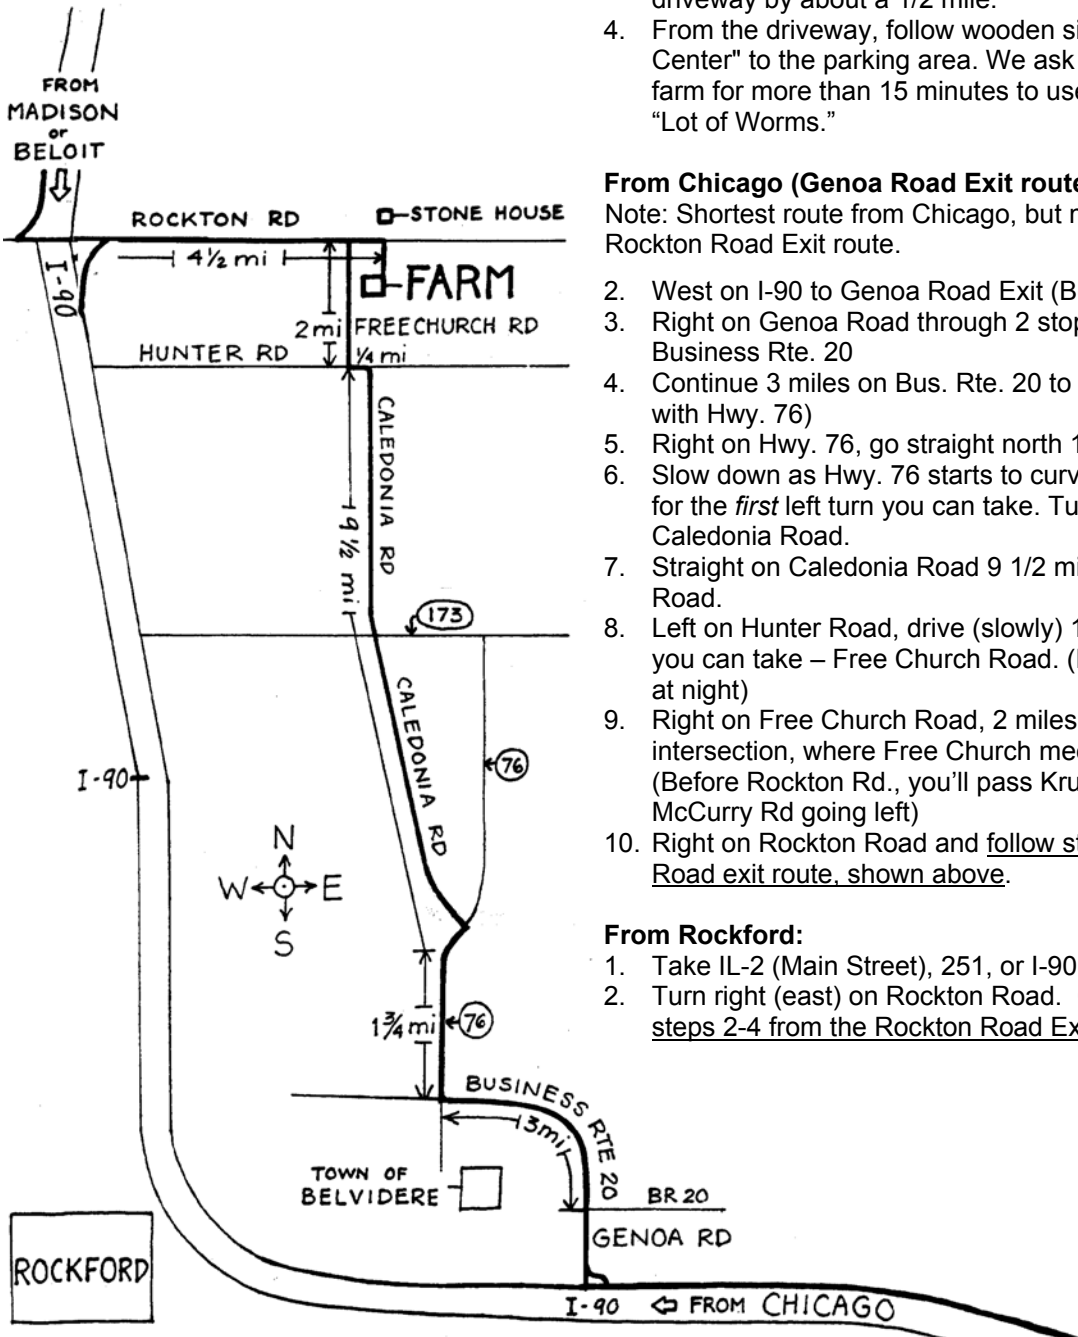 FROM
MADISON
or
BELOIT
ROCKTON RD
STONE HOUSE
4½ mi
I-90
FARM
2mi
FREECHURCH RD
HUNTER RD
¼ mi
CALEDONIA RD
9½ mi
173
CALEDONIA RD
76
I-90
N
W E
S
1¾ mi
76
BUSINESS RTE 20
3mi
TOWN OF
BELVIDERE
BR 20
GENOA RD
ROCKFORD
I-90 FROM CHICAGO
driveway by about a 1/2 mile.
4. From the driveway, follow wooden si
Center" to the parking area. We ask
farm for more than 15 minutes to use
“Lot of Worms.”
From Chicago (Genoa Road Exit route
Note: Shortest route from Chicago, but n
Rockton Road Exit route.
2. West on I-90 to Genoa Road Exit (B
3. Right on Genoa Road through 2 stop
Business Rte. 20
4. Continue 3 miles on Bus. Rte. 20 to
with Hwy. 76)
5. Right on Hwy. 76, go straight north 1
6. Slow down as Hwy. 76 starts to curv
for the first left turn you can take. Tu
Caledonia Road.
7. Straight on Caledonia Road 9 1/2 mi
Road.
8. Left on Hunter Road, drive (slowly) 1
you can take – Free Church Road. (
at night)
9. Right on Free Church Road, 2 miles
intersection, where Free Church mee
(Before Rockton Rd., you’ll pass Kru
McCurry Rd going left)
10. Right on Rockton Road and follow st
Road exit route, shown above.
From Rockford:
1. Take IL-2 (Main Street), 251, or I-90
2. Turn right (east) on Rockton Road.
steps 2-4 from the Rockton Road Ex